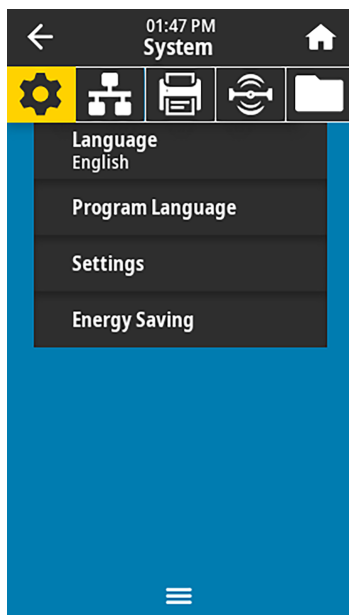 01:47 PM
System
Language
English
Program Language
Settings
Energy Saving